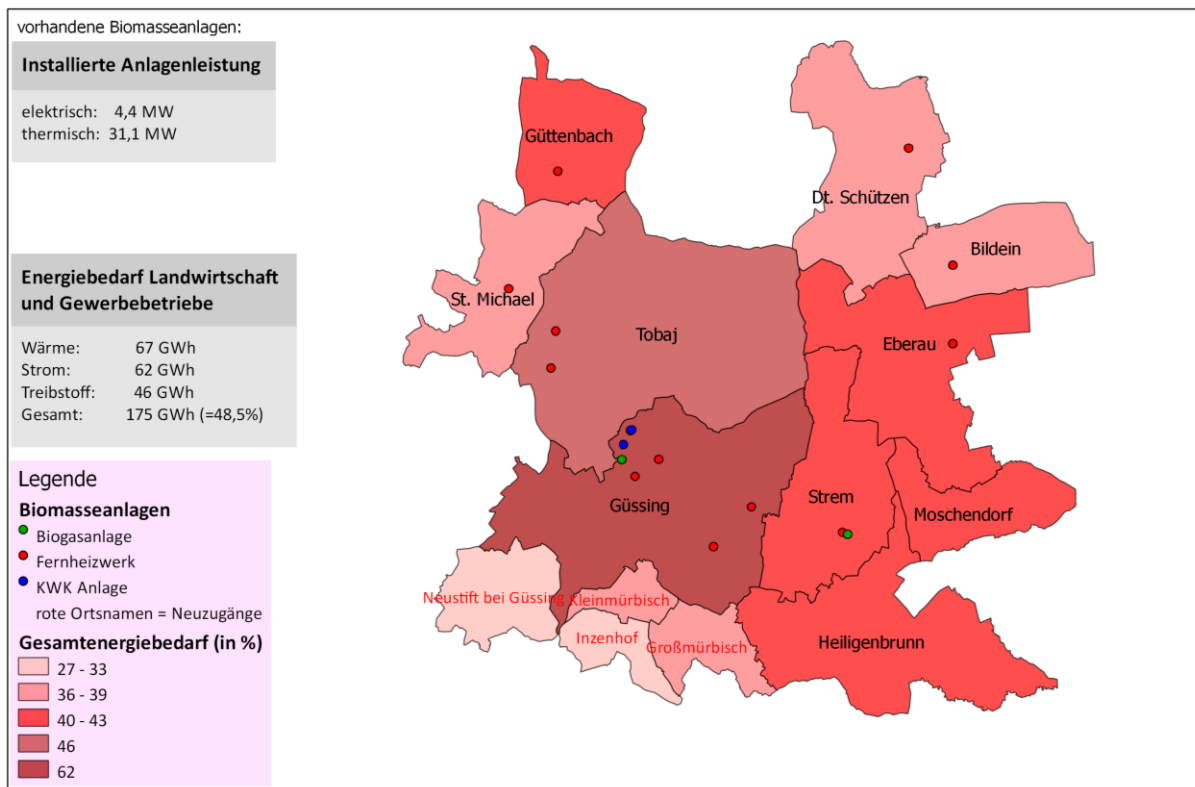 vorhandene Biomasseanlagen:
Installierte Anlagenleistung
elektrisch: 4,4 MW
thermisch: 31,1 MW
Energiebedarf Landwirtschaft
und Gewerbebetriebe
Wärme: 67 GWh
Strom: 62 GWh
Treibstoff: 46 GWh
Gesamt: 175 GWh (=48,5%)
Legende
Biomasseanlagen
Biogasanlage
Fernheizwerk
KWK Anlage
rote Ortsnamen = Neuzugänge
Gesamtenergiebedarf (in %)
27 - 33
36 - 39
40 - 43
46
62
Güttenbach
Dt. Schützen
Bildein
St. Michael
Tobaj
Eberau
Güssing
Strem
Moschendorf
Neustift bei Güssing
Kleinmürbisch
Inzenhof
Großmürbisch
Heiligenbrunn